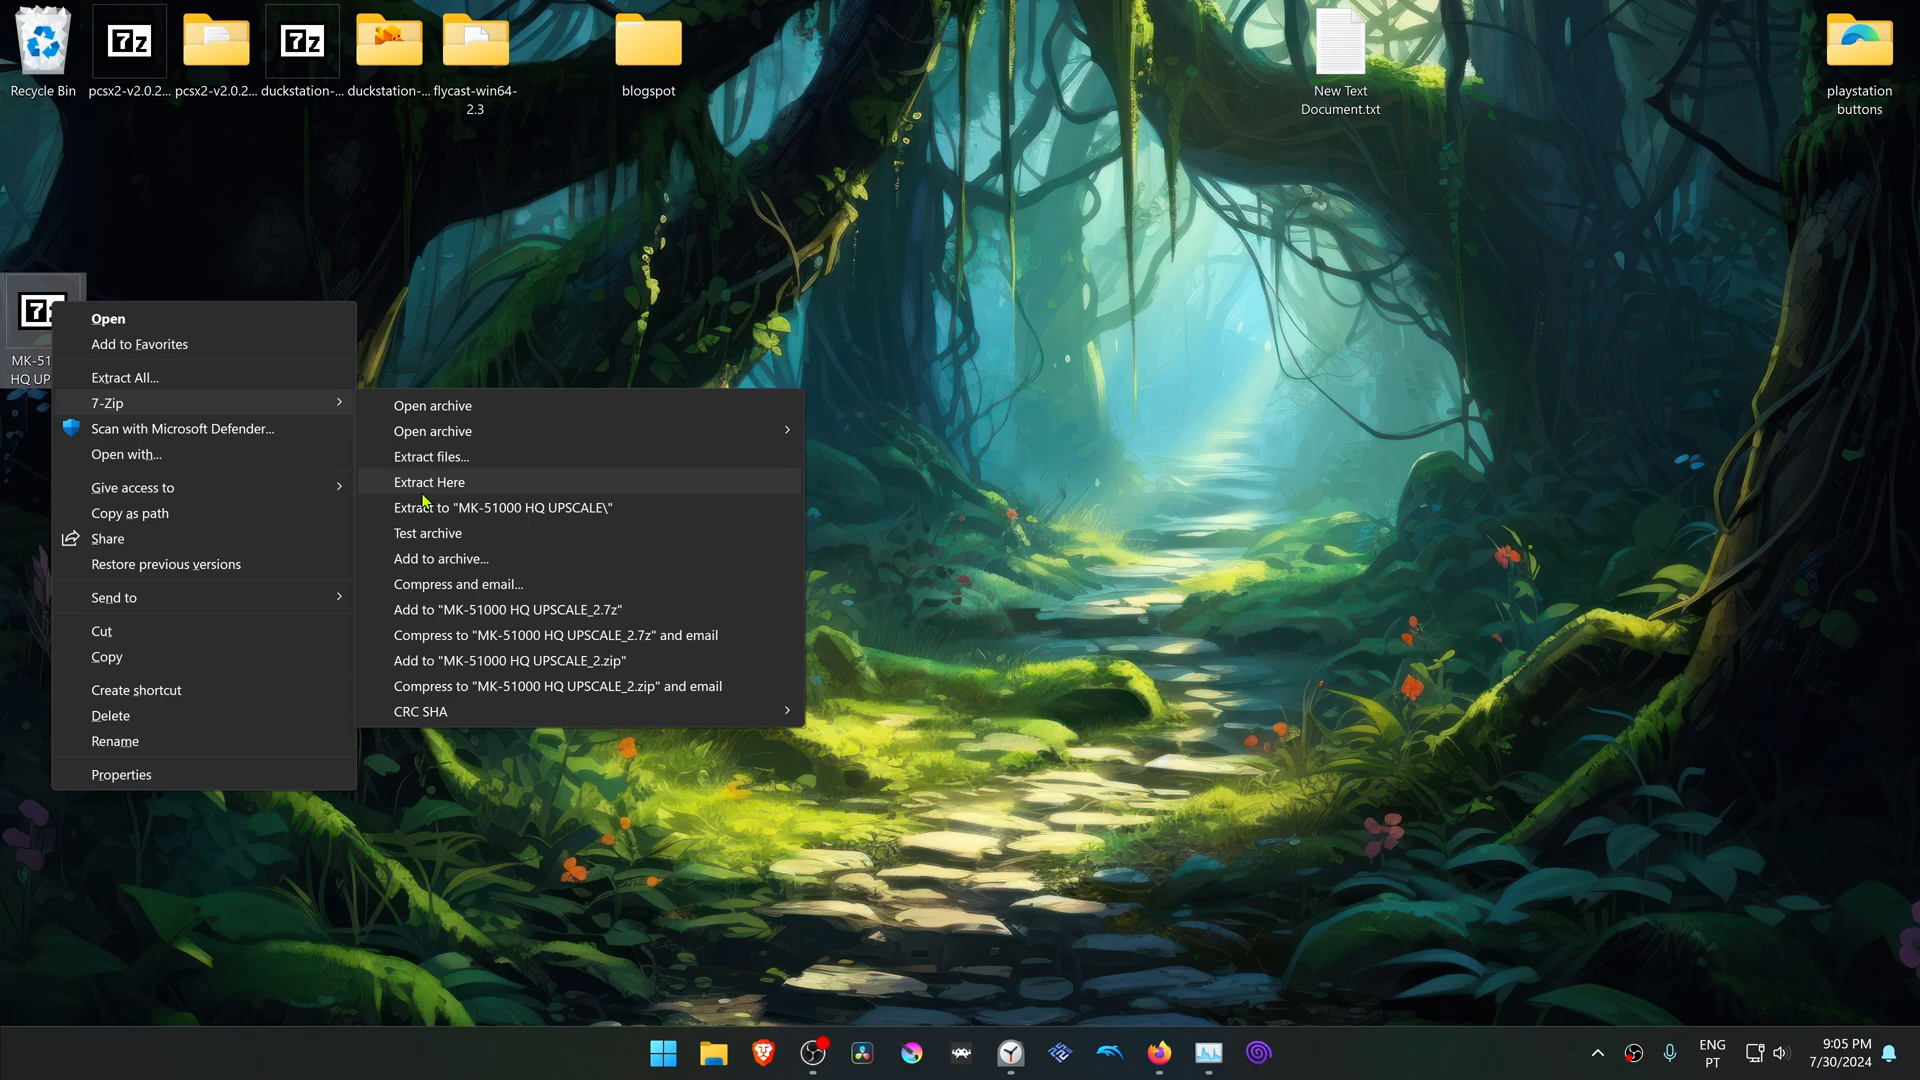 Recycle Bin
pcsx2-v2.0.2...
pcsx2-v2.0.2...
duckstation-...
duckstation-...
flycast-win64-
2.3
blogspot
New Text
Document.txt
playstation
buttons
7z
7z
MK-51
HQ UP
Open
Add to Favorites
Extract All...
7-Zip
Scan with Microsoft Defender...
Open with...
Give access to
Copy as path
Share
Restore previous versions
Send to
Cut
Copy
Create shortcut
Delete
Rename
Properties
Open archive
Open archive
Extract files...
Extract Here
Extract to "MK-51000 HQ UPSCALE\"
Test archive
Add to archive...
Compress and email...
Add to "MK-51000 HQ UPSCALE_2.7z"
Compress to "MK-51000 HQ UPSCALE_2.7z" and email
Add to "MK-51000 HQ UPSCALE_2.zip"
Compress to "MK-51000 HQ UPSCALE_2.zip" and email
CRC SHA
ENG
PT
9:05 PM
7/30/2024